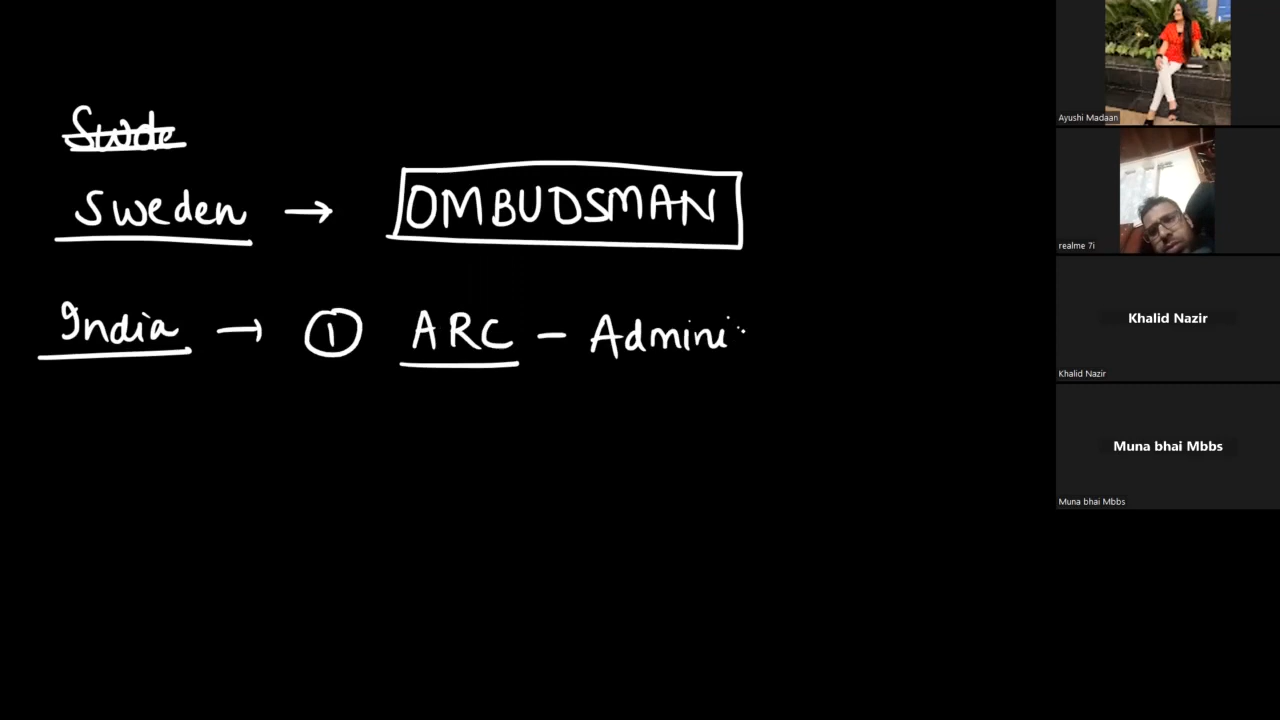 Swde
Sweden → OMBUDSMAN
India → ① ARC - Admini
Ayushi Madaan
realme 7i
Khalid Nazir
Khalid Nazir
Muna bhai Mbbs
Muna bhai Mbbs